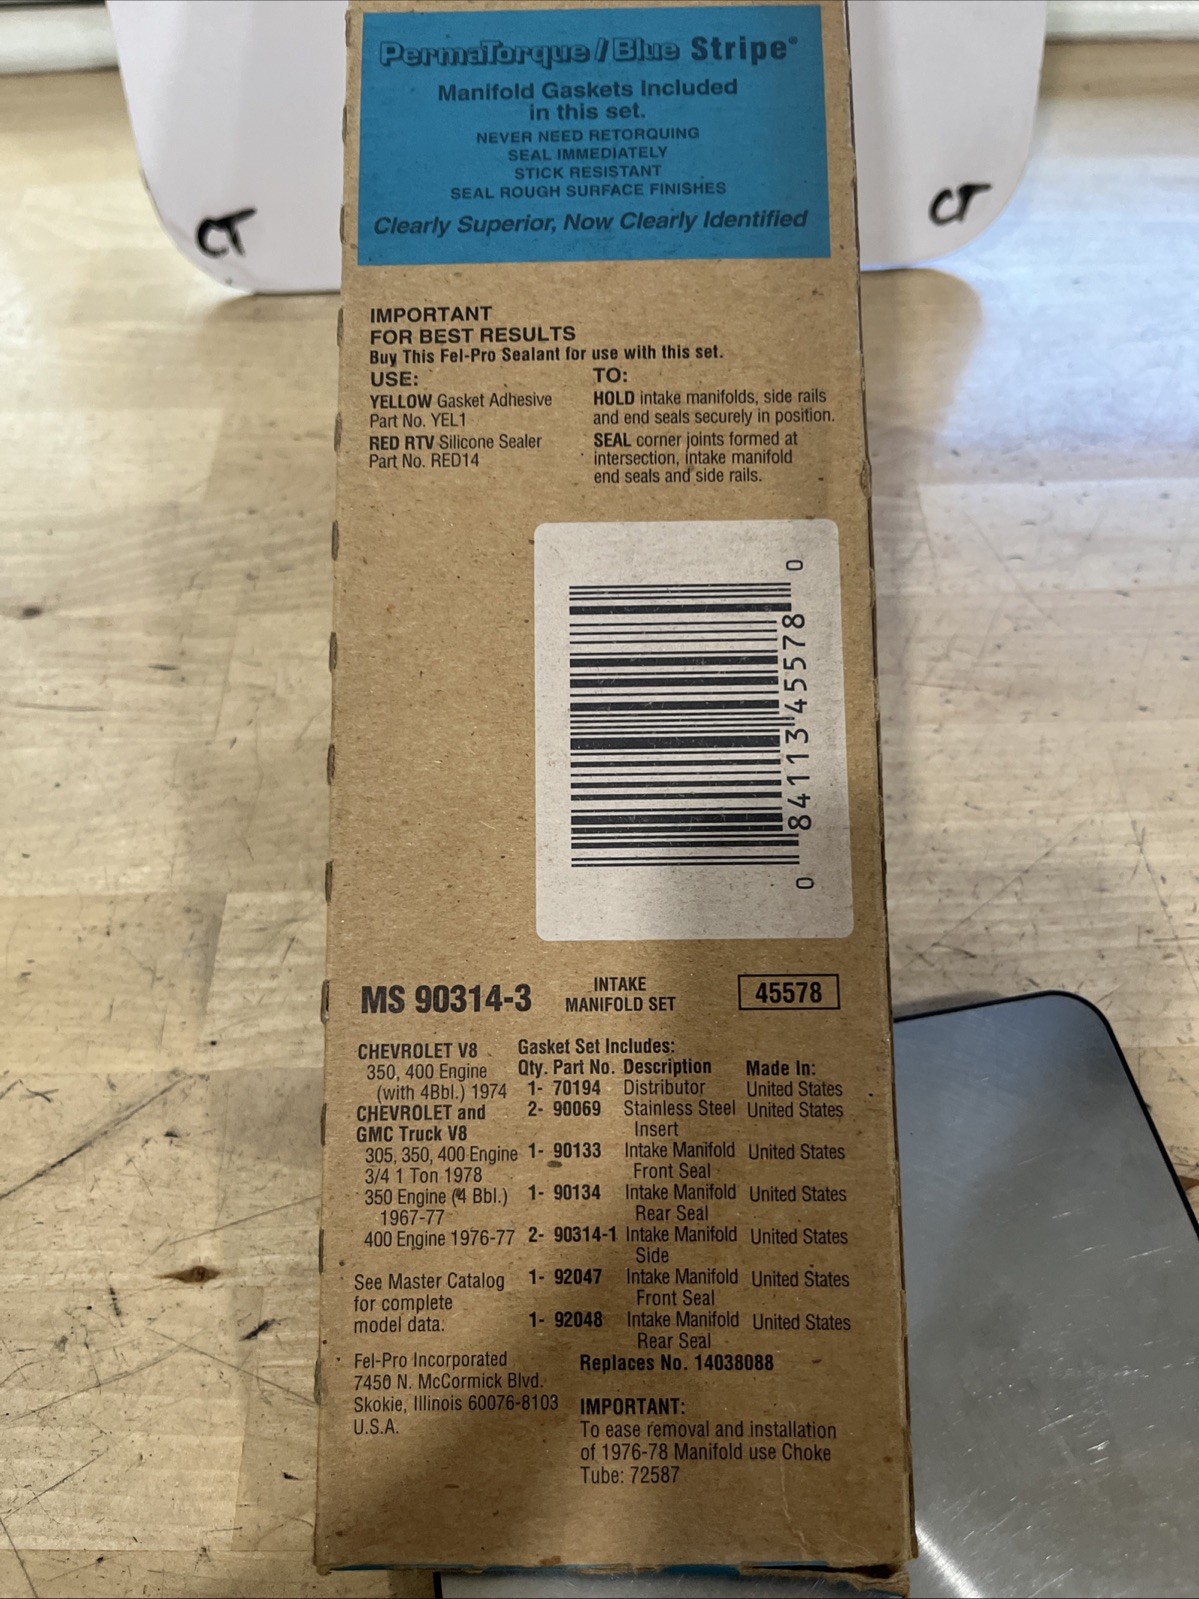 PermaTorque / Blue Stripe®
Manifold Gaskets Included
in this set.
NEVER NEED RETORQUING
SEAL IMMEDIATELY
STICK RESISTANT
SEAL ROUGH SURFACE FINISHES
Clearly Superior, Now Clearly Identified
CT
CT
IMPORTANT
FOR BEST RESULTS
Buy This Fel-Pro Sealant for use with this set.
USE:
YELLOW Gasket Adhesive
Part No. YEL1
RED RTV Silicone Sealer
Part No. RED14
TO:
HOLD intake manifolds, side rails
and end seals securely in position.
SEAL corner joints formed at
intersection, intake manifold
end seals and side rails.
0 84113 45578 0
MS 90314-3
INTAKE
MANIFOLD SET
45578
CHEVROLET V8
350, 400 Engine
(with 4Bbl.) 1974
CHEVROLET and
GMC Truck V8
305, 350, 400 Engine
3/4 1 Ton 1978
350 Engine (4 Bbl.)
1967-77
400 Engine 1976-77
See Master Catalog
for complete
model data.
Fel-Pro Incorporated
7450 N. McCormick Blvd.
Skokie, Illinois 60076-8103
U.S.A.
Gasket Set Includes:
Qty. Part No. Description Made In:
1- 70194 Distributor United States
2- 90069 Stainless Steel United States
Insert
1- 90133 Intake Manifold United States
Front Seal
1- 90134 Intake Manifold United States
Rear Seal
2- 90314-1 Intake Manifold United States
Side
1- 92047 Intake Manifold United States
Front Seal
1- 92048 Intake Manifold United States
Rear Seal
Replaces No. 14038088
IMPORTANT:
To ease removal and installation
of 1976-78 Manifold use Choke
Tube: 72587